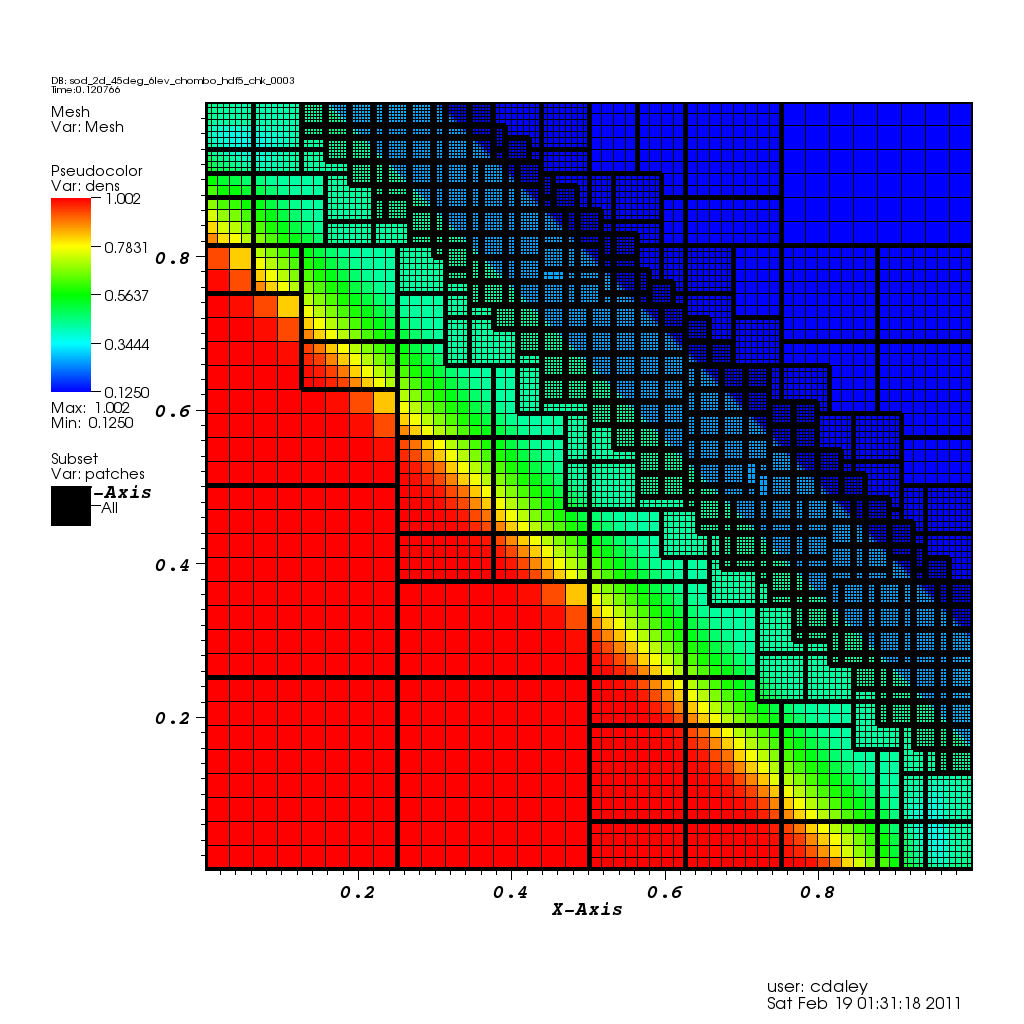 DB: sod_2d_45deg_6lev_chombo_hdf5_chk_0003
Time:0.120766
Mesh
Var: Mesh
Pseudocolor
Var: dens
1.002
0.7831
0.5637
0.3444
0.1250
Max: 1.002
Min: 0.1250
Subset
Var: patches
-Axis
All
0.8
0.6
0.4
0.2
0.2
0.4
0.6
0.8
X-Axis
user: cdaley
Sat Feb 19 01:31:18 2011